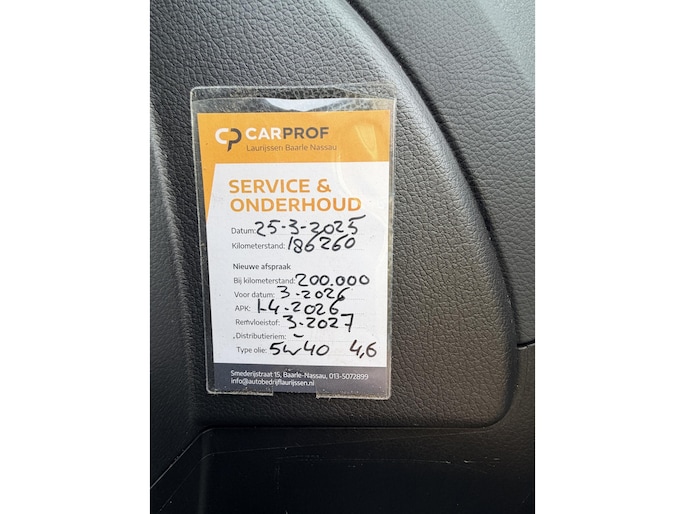 CP CARPROF
Laurijssen Baarle Nassau
SERVICE &
ONDERHOUD
Datum: 25-3-2025
Kilometerstand: 186260
Nieuwe afspraak
Bij kilometerstand: 200.000
Voor datum: 3-2026
APK: 14-2026
Remvloeistof: 3-2027
Distributieriem: -
Type olie: 5w40 4,6
Smederijstraat 15, Baarle-Nassau, 013-5072899
info@autobedrijflaurijssen.nl